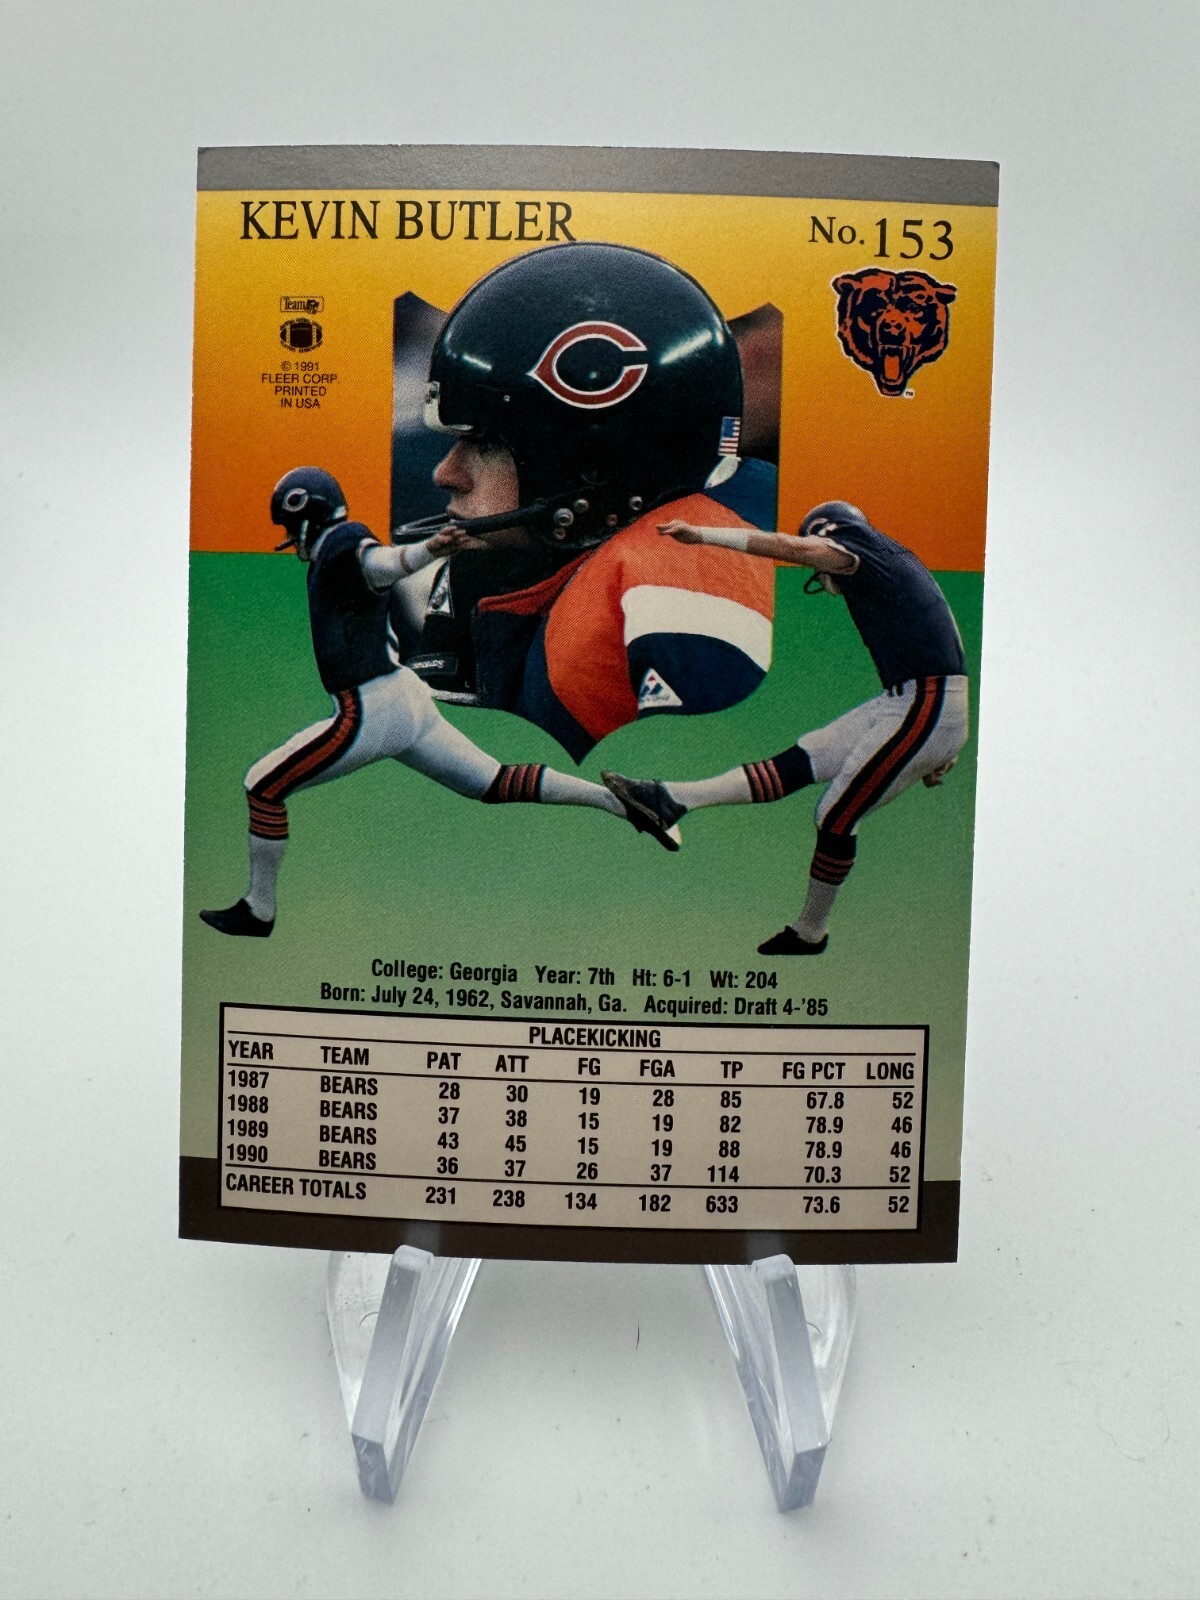 KEVIN BUTLER
No. 153
Team NFL
© 1991
FLEER CORP.
PRINTED
IN USA
TM
College: Georgia Year: 7th Ht: 6-1 Wt: 204
Born: July 24, 1962, Savannah, Ga. Acquired: Draft 4-'85
PLACEKICKING
YEAR TEAM PAT ATT FG FGA TP FG PCT LONG
1987 BEARS 28 30 19 28 85 67.8 52
1988 BEARS 37 38 15 19 82 78.9 46
1989 BEARS 43 45 15 19 88 78.9 46
1990 BEARS 36 37 26 37 114 70.3 52
CAREER TOTALS 231 238 134 182 633 73.6 52